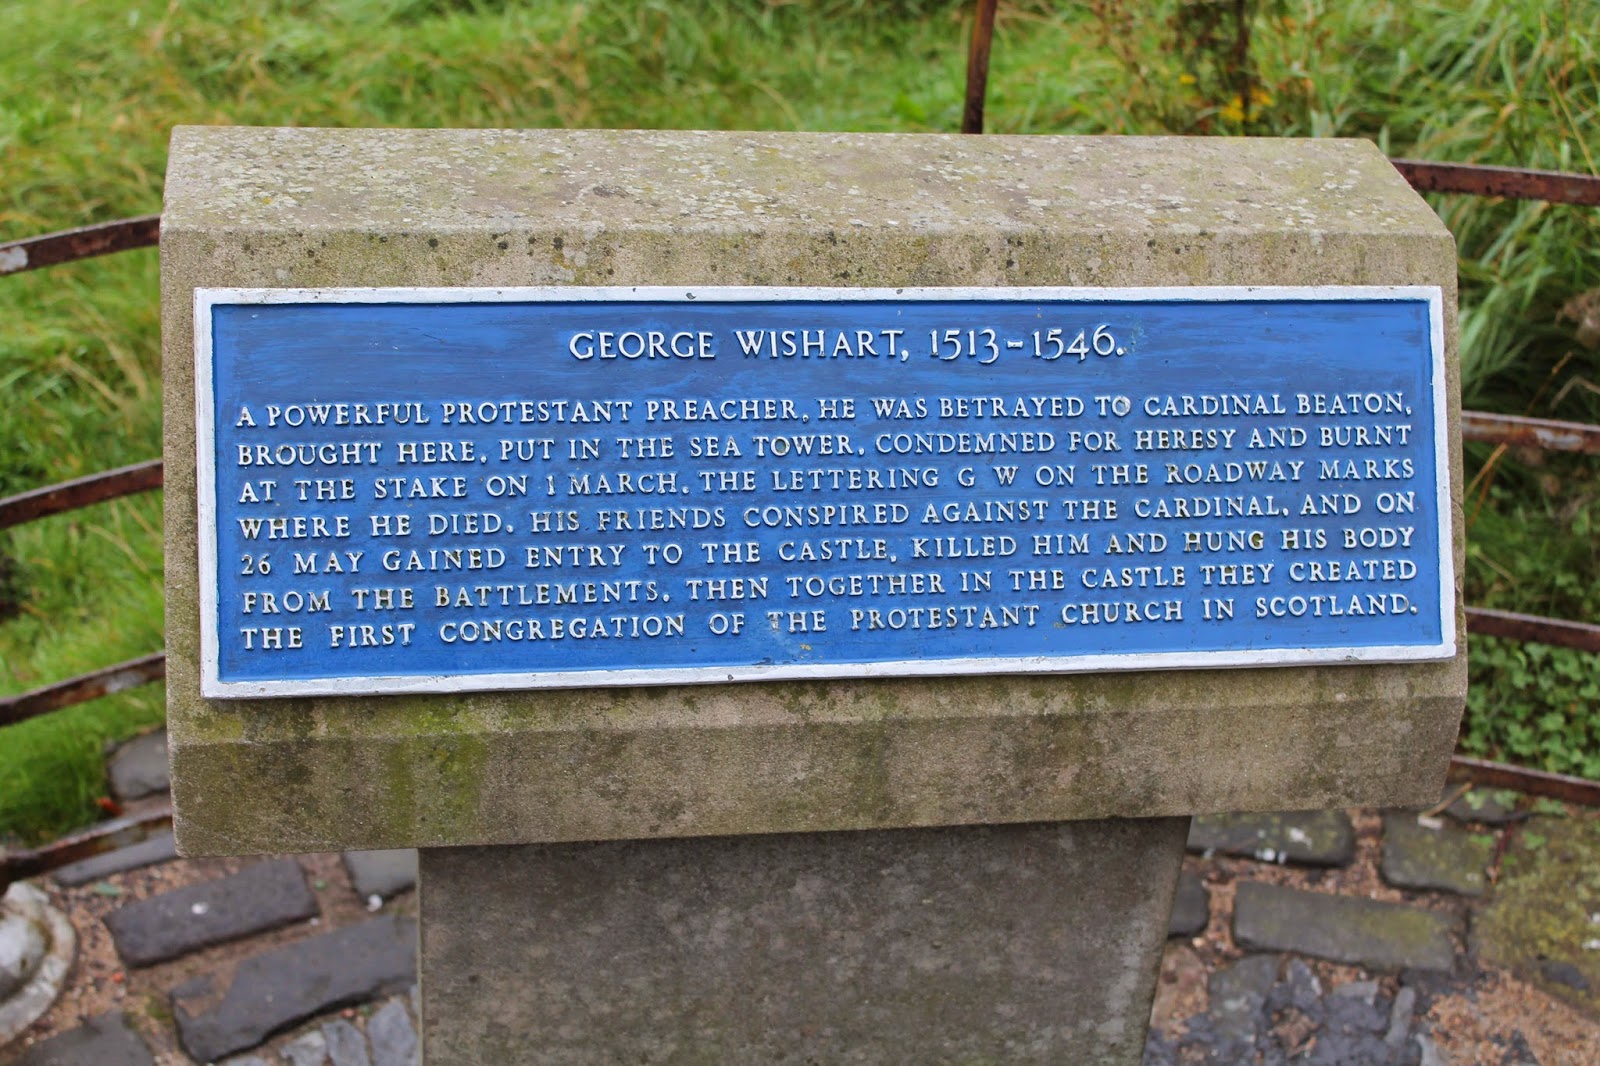 GEORGE WISHART, 1513-1546.
A POWERFUL PROTESTANT PREACHER, HE WAS BETRAYED TO CARDINAL BEATON,
BROUGHT HERE, PUT IN THE SEA TOWER, CONDEMNED FOR HERESY AND BURNT
AT THE STAKE ON 1 MARCH. THE LETTERING G W ON THE ROADWAY MARKS
WHERE HE DIED. HIS FRIENDS CONSPIRED AGAINST THE CARDINAL, AND ON
26 MAY GAINED ENTRY TO THE CASTLE, KILLED HIM AND HUNG HIS BODY
FROM THE BATTLEMENTS. THEN TOGETHER IN THE CASTLE THEY CREATED
THE FIRST CONGREGATION OF THE PROTESTANT CHURCH IN SCOTLAND.